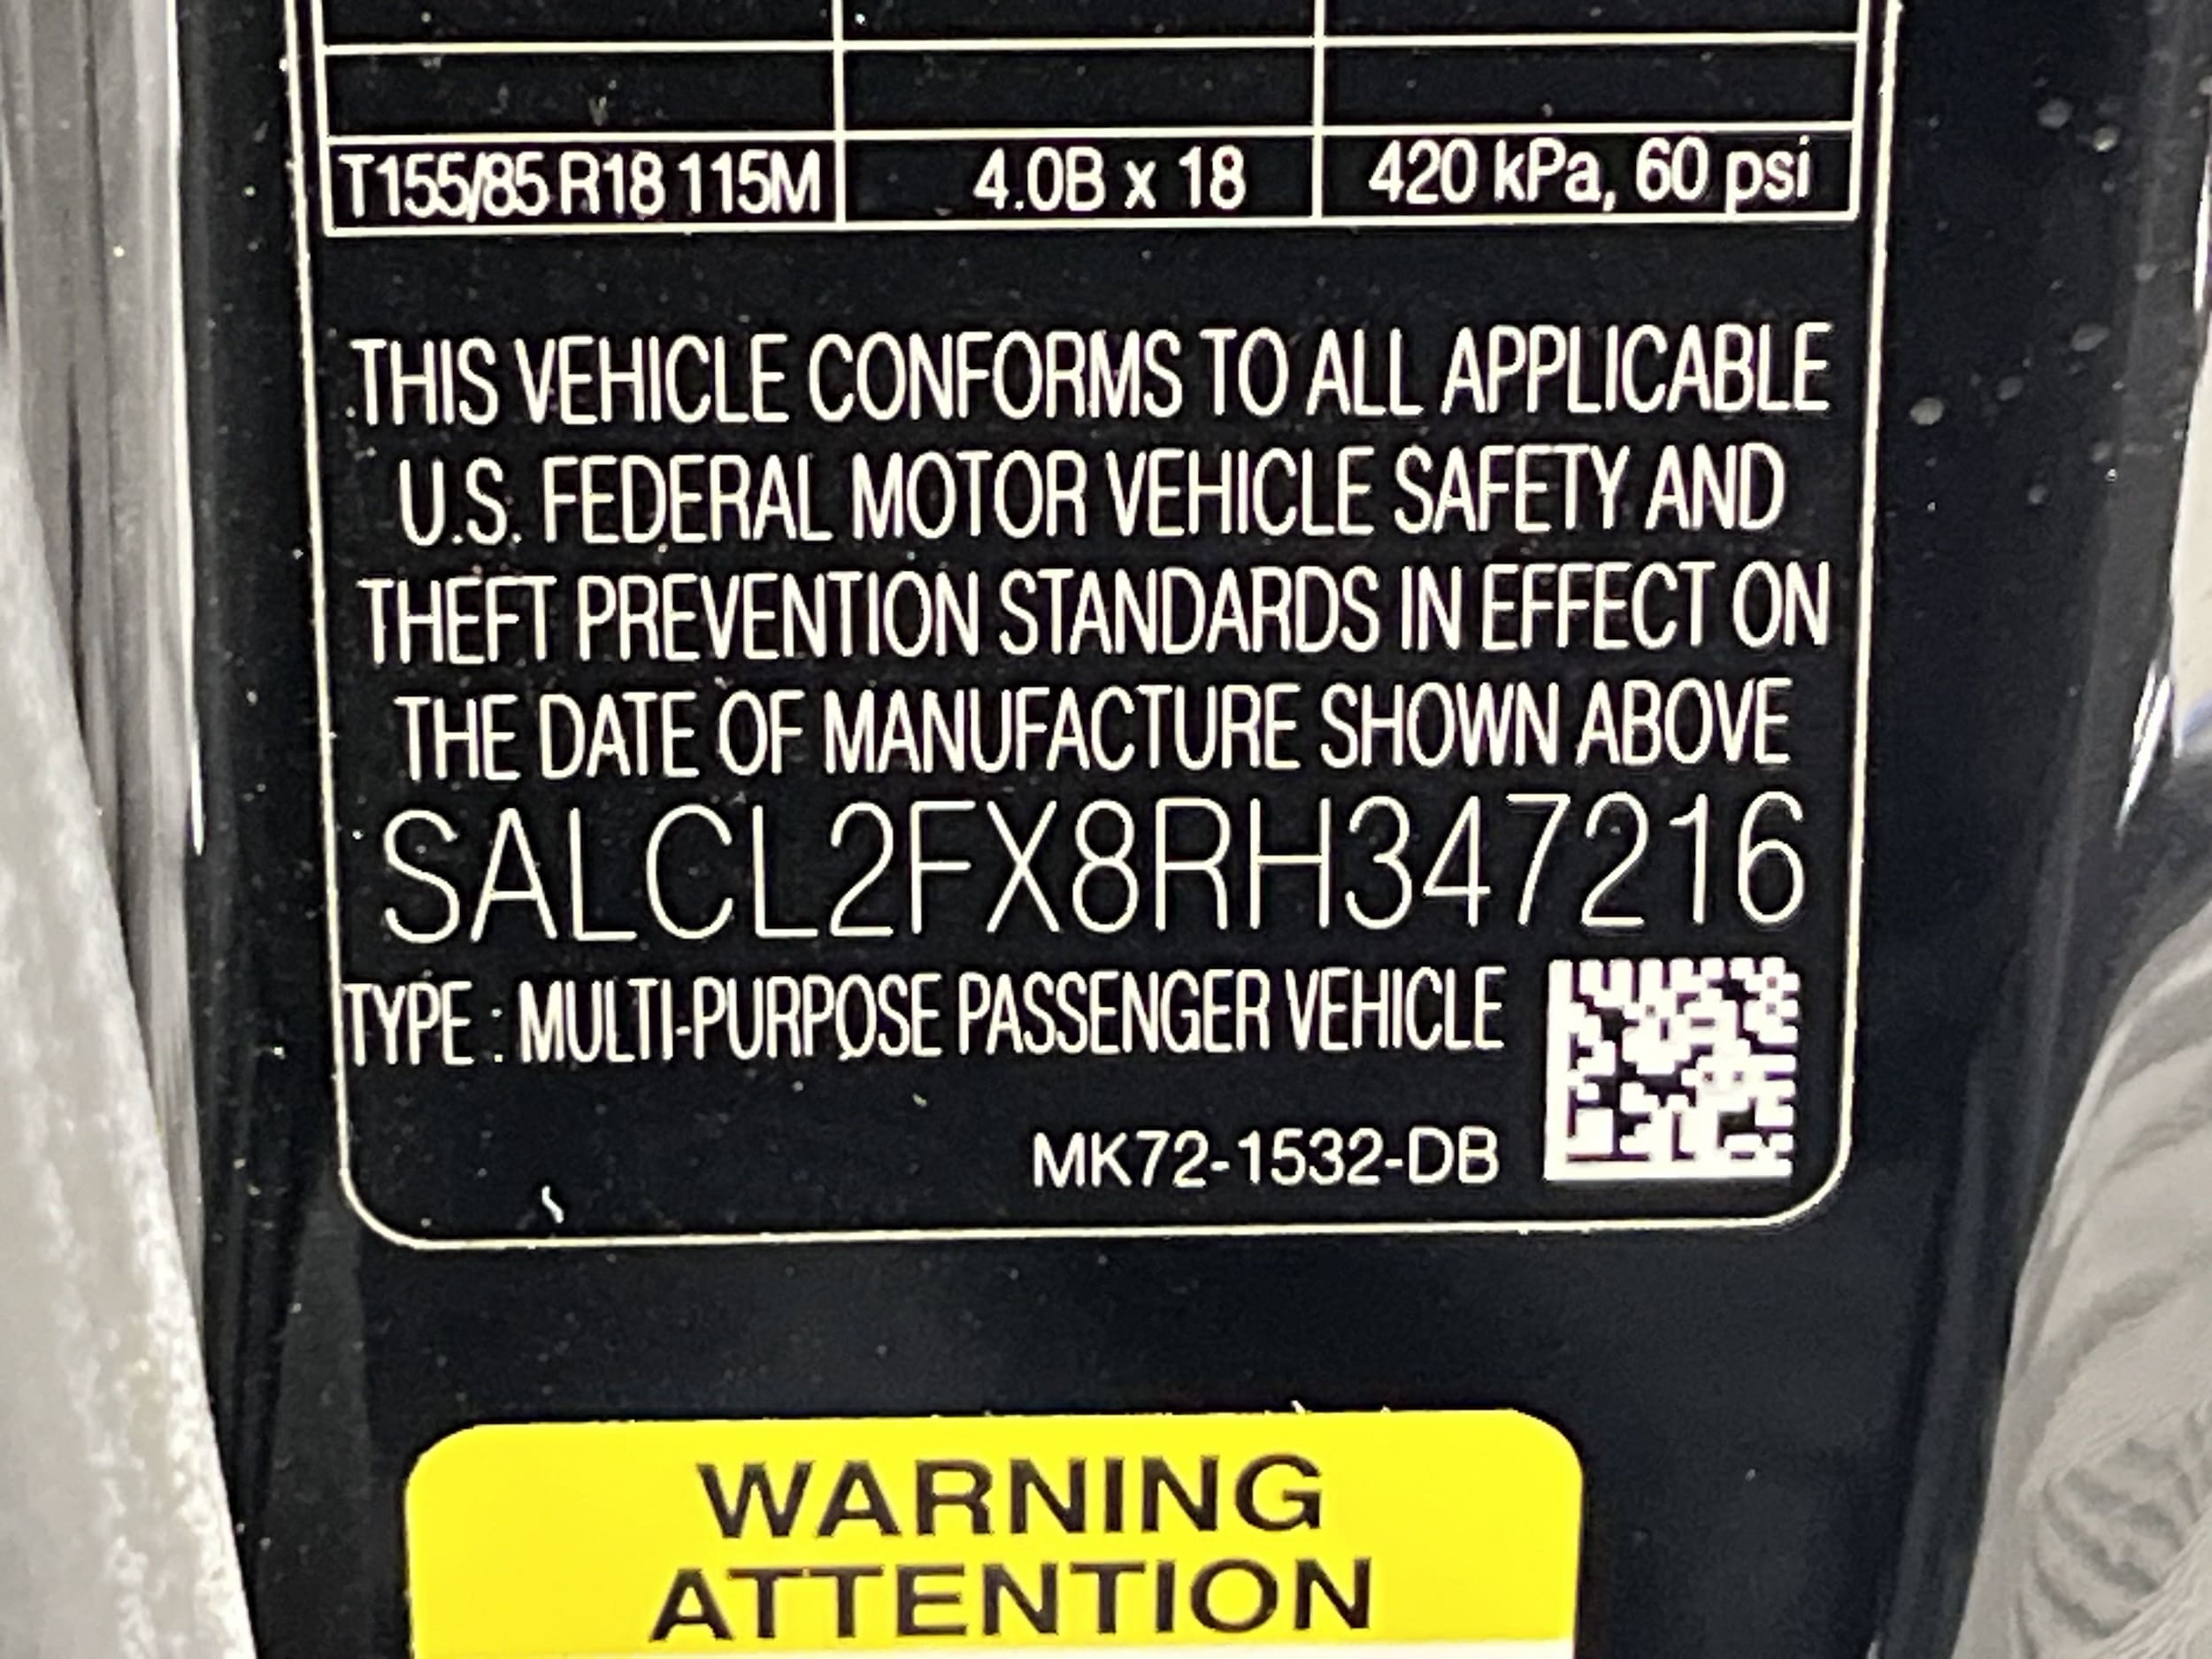 T155/85 R18 115M 4.0B x 18 420 kPa, 60 psi
THIS VEHICLE CONFORMS TO ALL APPLICABLE
U.S. FEDERAL MOTOR VEHICLE SAFETY AND
THEFT PREVENTION STANDARDS IN EFFECT ON
THE DATE OF MANUFACTURE SHOWN ABOVE
SALCL2FX8RH347216
TYPE : MULTI-PURPOSE PASSENGER VEHICLE
MK72-1532-DB
WARNING
ATTENTION